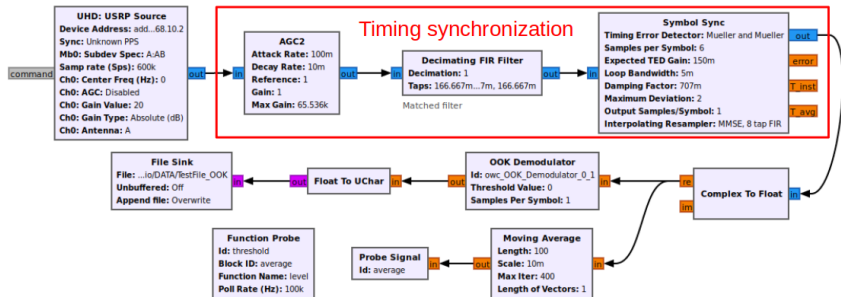 Timing synchronization
UHD: USRP Source
Device Address: add...68.10.2
Sync: Unknown PPS
Mb0: Subdev Spec: A:AB
Samp rate (Sps): 600k
Ch0: Center Freq (Hz): 0
Ch0: AGC: Disabled
Ch0: Gain Value: 20
Ch0: Gain Type: Absolute (dB)
Ch0: Antenna: A
command
out
AGC2
Attack Rate: 100m
Decay Rate: 10m
Reference: 1
Gain: 1
Max Gain: 65.536k
in
out
Decimating FIR Filter
Decimation: 1
Taps: 166.667m...7m, 166.667m
in
out
Matched filter
Symbol Sync
Timing Error Detector: Mueller and Mueller
Samples per Symbol: 6
Expected TED Gain: 150m
Loop Bandwidth: 5m
Damping Factor: 707m
Maximum Deviation: 2
Output Samples/Symbol: 1
Interpolating Resampler: MMSE, 8 tap FIR
in
out
error
T_inst
T_avg
File Sink
File: ...io/DATA/TestFile_OOK
Unbuffered: Off
Append file: Overwrite
in
out
Float To UChar
in
out
OOK Demodulator
Id: owc_OOK_Demodulator_0_1
Threshold Value: 0
Samples Per Symbol: 1
in
re
im
Complex To Float
in
Function Probe
Id: threshold
Block ID: average
Function Name: level
Poll Rate (Hz): 100k
Probe Signal
Id: average
in
out
Moving Average
Length: 100
Scale: 10m
Max Iter: 400
Length of Vectors: 1
in